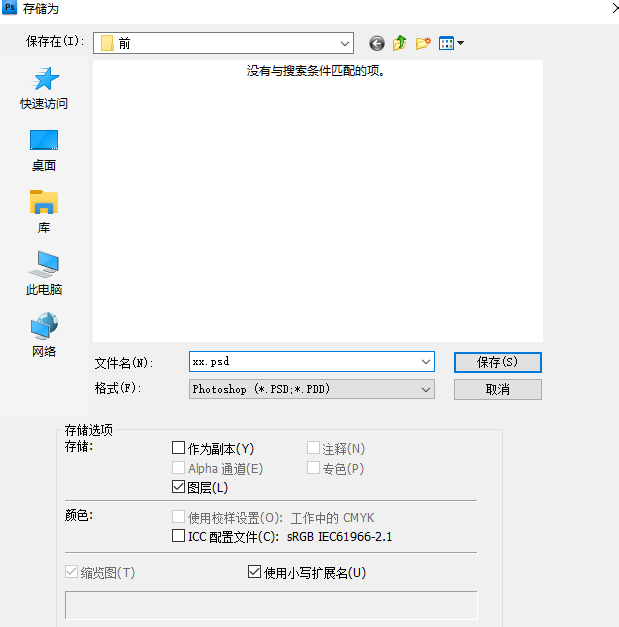 Ps 存储为
保存在(I): 前
没有与搜索条件匹配的项。
快速访问
桌面
库
此电脑
网络
文件名(N): xx.psd 保存(S)
格式(F): Photoshop (*.PSD;*.PDD) 取消
存储选项
存储:
作为副本(Y) 注释(N)
Alpha 通道(E) 专色(P)
图层(L)
颜色: 使用校样设置(O): 工作中的 CMYK
ICC 配置文件(C): sRGB IEC61966-2.1
缩览图(T) 使用小写扩展名(U)